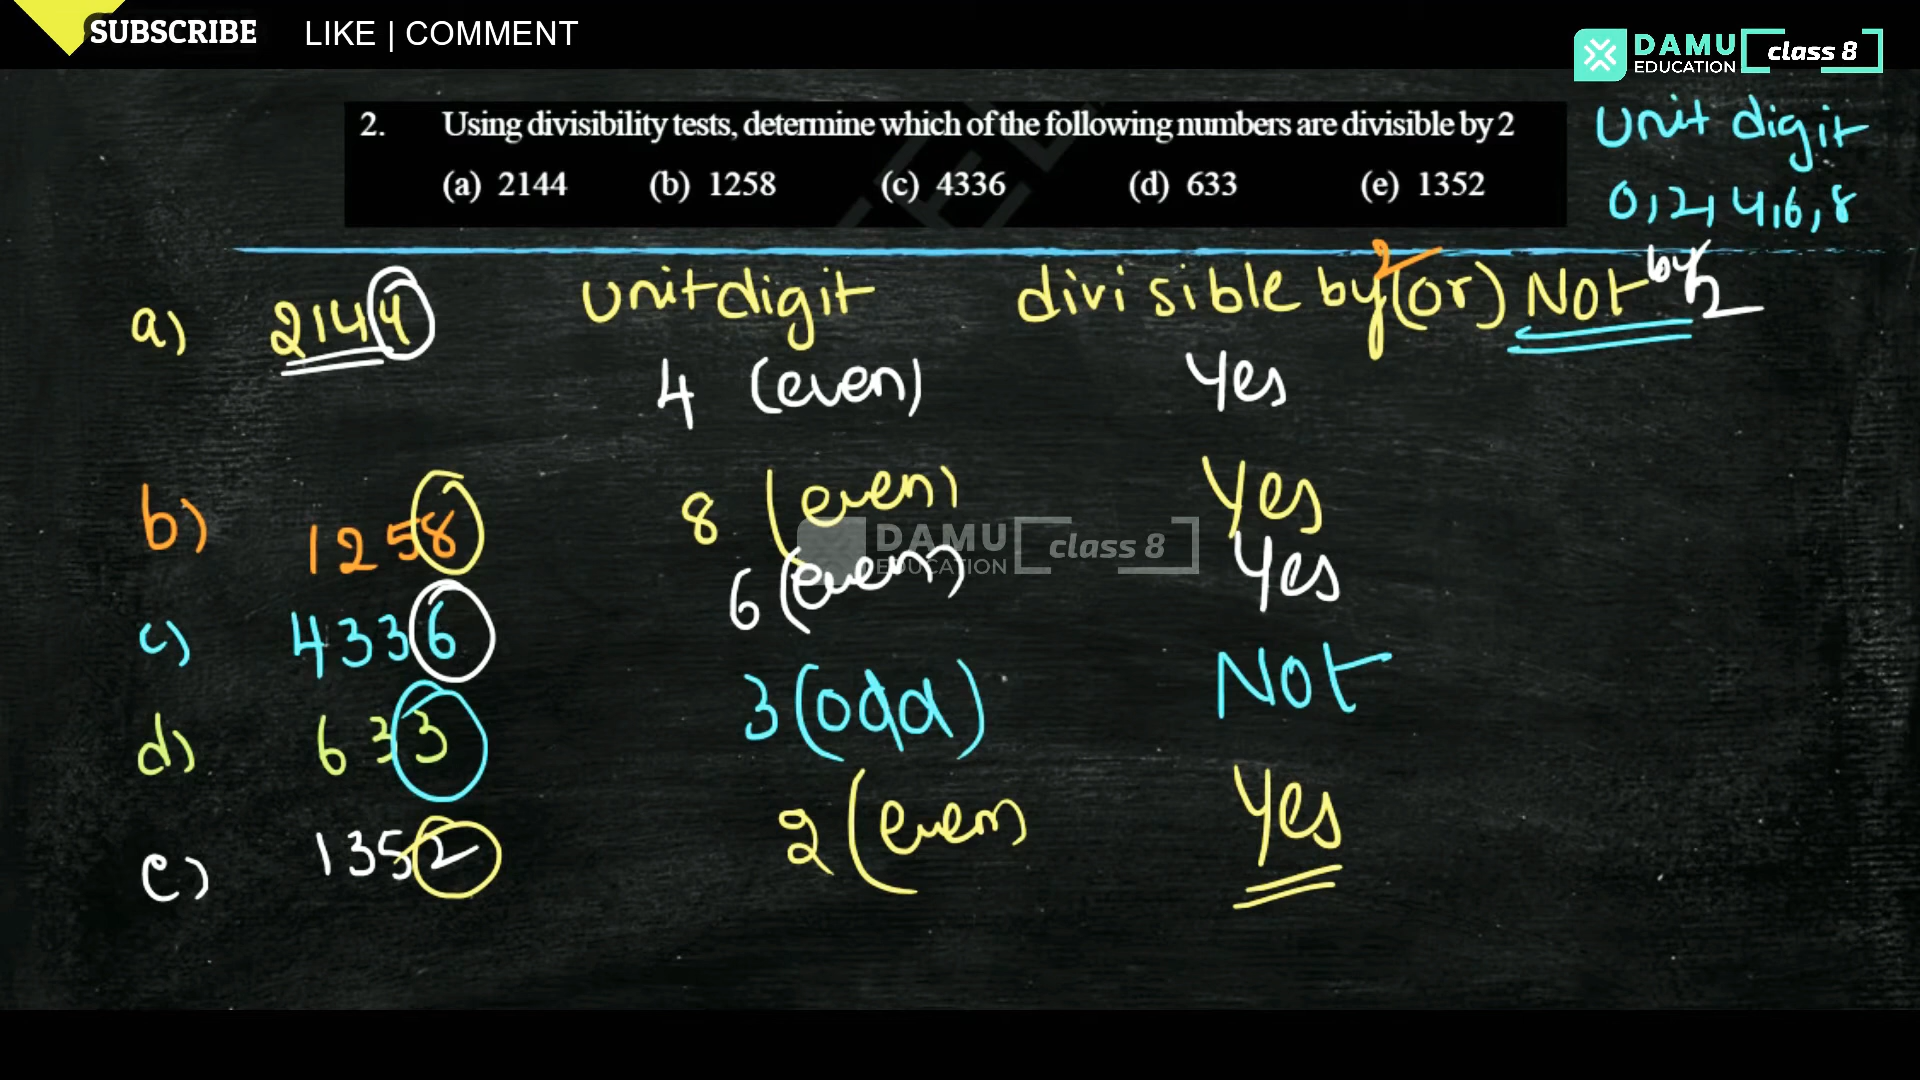 SUBSCRIBE LIKE | COMMENT
DAMU EDUCATION class 8
2. Using divisibility tests, determine which of the following numbers are divisible by 2
(a) 2144 (b) 1258 (c) 4336 (d) 633 (e) 1352
unit digit
0, 2, 4, 6, 8
a) 2144 unit digit divisible by 2 (or) Not by 2
4 (even) Yes
b) 1258 8 (even) Yes
DAMU EDUCATION class 8
c) 4336 6 (even) Yes
d) 633 3 (odd) Not
e) 1352 2 (even) Yes